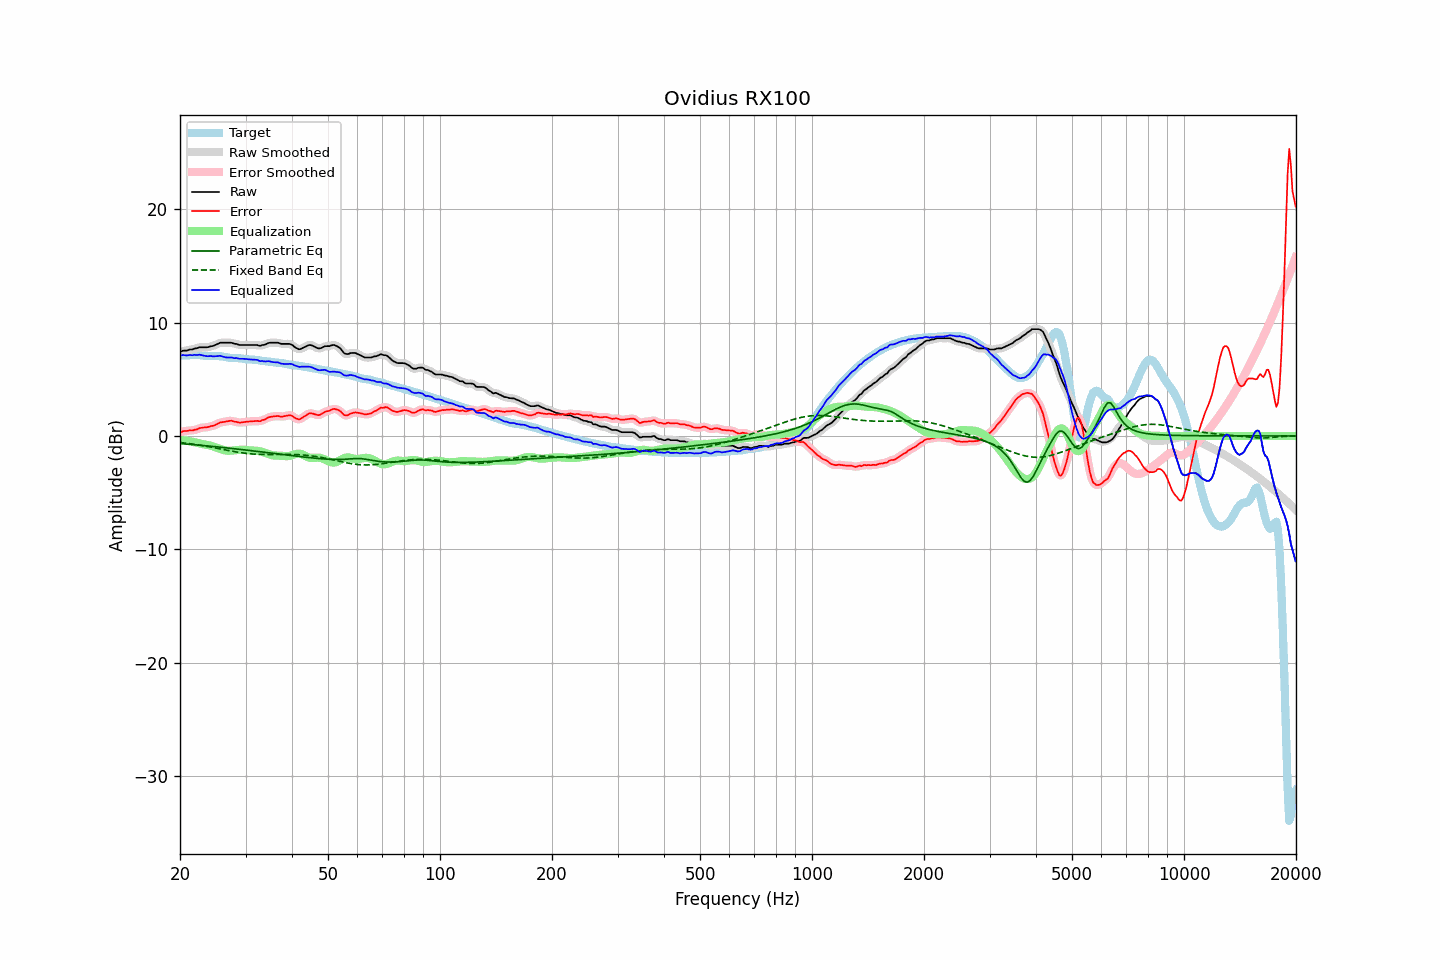 Ovidius RX100
Target
Raw Smoothed
Error Smoothed
Raw
Error
Equalization
Parametric Eq
Fixed Band Eq
Equalized
20
10
0
−10
−20
−30
Amplitude (dBr)
20 50 100 200 500 1000 2000 5000 10000 20000
Frequency (Hz)